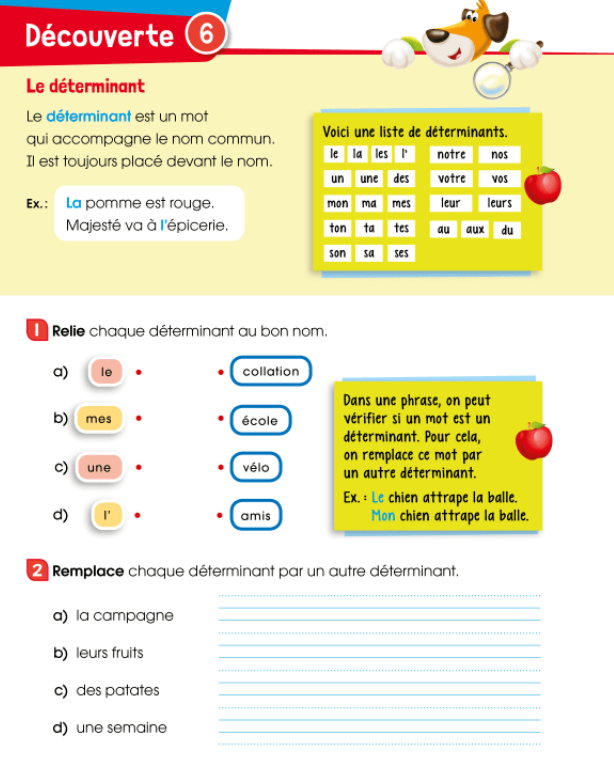 Découverte 6
Le déterminant
Le déterminant est un mot
qui accompagne le nom commun.
Il est toujours placé devant le nom.
Ex. : La pomme est rouge.
Majesté va à l'épicerie.
Voici une liste de déterminants.
le la les l' notre nos
un une des votre vos
mon ma mes leur leurs
ton ta tes au aux du
son sa ses
1 Relie chaque déterminant au bon nom.
a) le • • collation
b) mes • • école
c) une • • vélo
d) l' • • amis
Dans une phrase, on peut
vérifier si un mot est un
déterminant. Pour cela,
on remplace ce mot par
un autre déterminant.
Ex. : Le chien attrape la balle.
Mon chien attrape la balle.
2 Remplace chaque déterminant par un autre déterminant.
a) la campagne
b) leurs fruits
c) des patates
d) une semaine